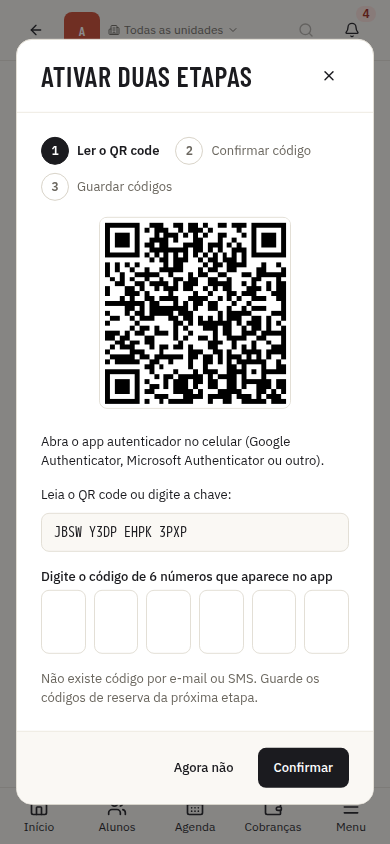 A
Todas as unidades
4
ATIVAR DUAS ETAPAS
1 Ler o QR code
2 Confirmar código
3 Guardar códigos
Abra o app autenticador no celular (Google
Authenticator, Microsoft Authenticator ou outro).
Leia o QR code ou digite a chave:
JBSW Y3DP EHPK 3PXP
Digite o código de 6 números que aparece no app
Não existe código por e-mail ou SMS. Guarde os
códigos de reserva da próxima etapa.
Agora não
Confirmar
Início
Alunos
Agenda
Cobranças
Menu